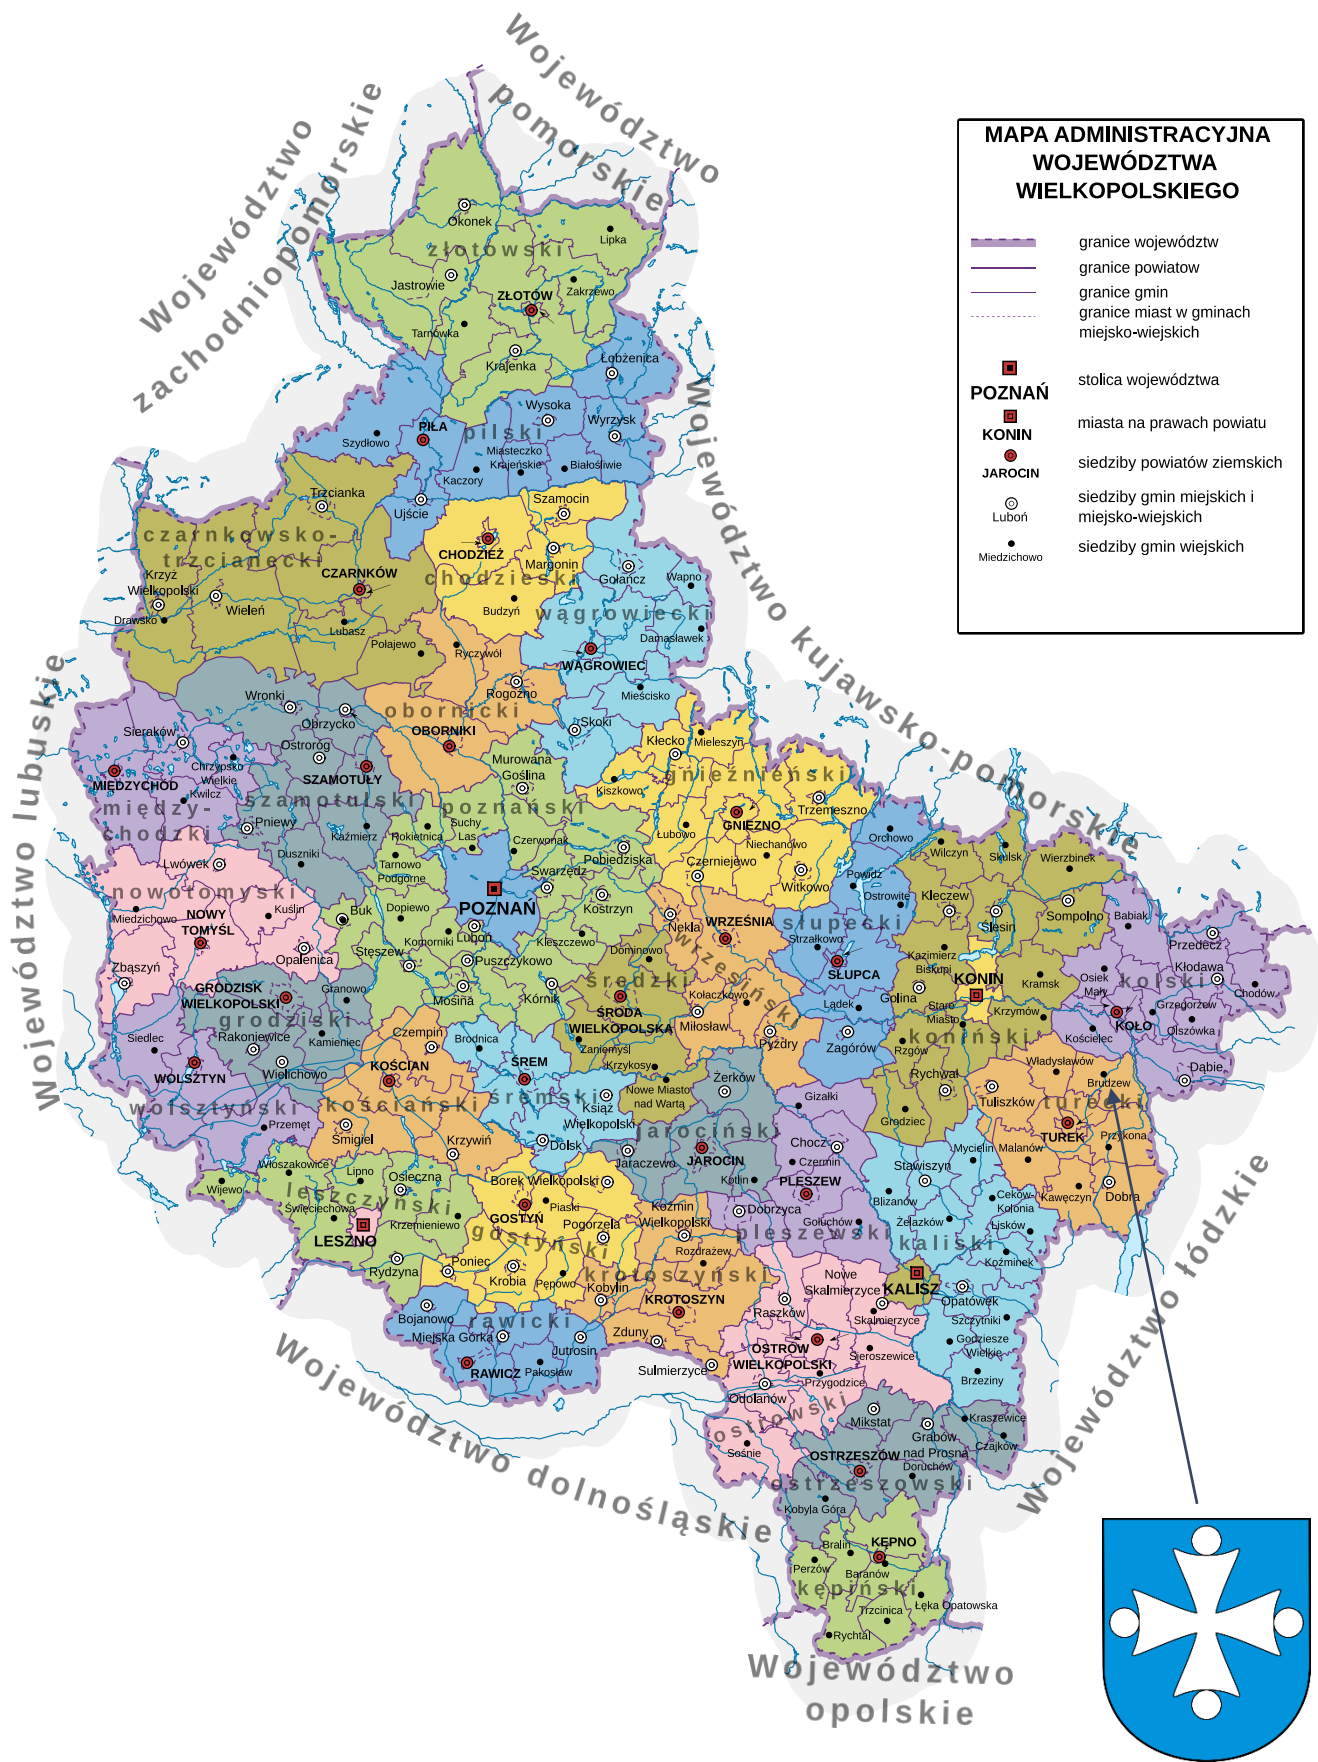 MAPA ADMINISTRACYJNA
WOJEWÓDZTWA
WIELKOPOLSKIEGO
granice województw
granice powiatow
granice gmin
granice miast w gminach
miejsko-wiejskich
stolica województwa
POZNAŃ
miasta na prawach powiatu
KONIN
siedziby powiatów ziemskich
JAROCIN
siedziby gmin miejskich i
miejsko-wiejskich
Luboń
siedziby gmin wiejskich
Miedzichowo
Województwo
pomorskie
Województwo
zachodniopomorskie
Województwo kujawsko-pomorskie
Województwo lubuskie
Województwo łódzkie
Województwo dolnośląskie
Województwo
opolskie
złotowski
Okonek
Lipka
Jastrowie
ZŁOTÓW
Zakrzewo
Tarnówka
Krajenka
pilski
Łobżenica
Wysoka
Wyrzysk
PIŁA
Szydłowo
Miasteczko
Krajeńskie
Białośliwie
Kaczory
Ujście
czarnkowsko-
trzcianecki
Trzcianka
Krzyż
Wielkopolski
CZARNKÓW
Wieleń
Drawsko
Lubasz
Połajewo
chodzieski
Szamocin
CHODZIEŻ
Margonin
Budzyń
wągrowiecki
Gołańcz
Wapno
Damasławek
WĄGROWIEC
Mieścisko
Skoki
obornicki
Ryczywół
Rogoźno
OBORNIKI
szamotulski
Wronki
Obrzycko
Ostroróg
SZAMOTUŁY
Pniewy
Kaźmierz
Duszniki
między-
chodzki
Sieraków
Chrzypsko
Wielkie
MIĘDZYCHÓD
Kwilcz
poznański
Murowana
Goślina
Suchy
Las
Rokietnica
Czerwonak
Tarnowo
Podgórne
Pobiedziska
Swarzędz
POZNAŃ
Kostrzyn
Buk
Dopiewo
Komorniki
Luboń
Kleszczewo
Stęszew
Puszczykowo
Mosina
Kórnik
gnieźnieński
Kłecko
Mieleszyn
Kiszkowo
GNIEZNO
Trzemeszno
Łubowo
Niechanowo
Czerniejewo
Witkowo
nowotomyski
Lwówek
Miedzichowo
NOWY
TOMYŚL
Kuślin
Opalenica
Zbąszyń
grodziski
GRODZISK
WIELKOPOLSKI
Granowo
Rakoniewice
Kamieniec
Wielichowo
wolsztyński
Siedlec
WOLSZTYN
Przemęt
kościański
Czempiń
KOŚCIAN
Śmigiel
Krzywiń
śremski
Brodnica
ŚREM
Książ
Wielkopolski
Dolsk
średzki
Dominowo
ŚRODA
WIELKOPOLSKA
Zaniemyśl
Krzykosy
Nowe Miasto
nad Wartą
wrzesiński
Nekla
WRZEŚNIA
Kołaczkowo
Miłosław
Pyzdry
słupecki
Orchowo
Powidz
Ostrowite
Strzałkowo
SŁUPCA
Lądek
Zagórów
koniński
Wilczyn
Skulsk
Wierzbinek
Kleczew
Ślesin
Sompolno
Kazimierz
Biskupi
KONIN
Kramsk
Golina
Stare
Miasto
Krzymów
Rzgów
Rychwał
Grodziec
kolski
Babiak
Przedecz
Osiek
Mały
Kłodawa
Chodów
Grzegorzew
KOŁO
Olszówka
Kościelec
Dąbie
turecki
Władysławów
Brudzew
Tuliszków
TUREK
Przykona
Malanów
Kawęczyn
Dobra
jarociński
Żerków
Jaraczewo
JAROCIN
Kotlin
pleszewski
Gizałki
Chocz
Czermin
PLESZEW
Dobrzyca
Gołuchów
kaliski
Mycielin
Stawiszyn
Blizanów
Ceków-
Kolonia
Żelazków
Lisków
Koźminek
KALISZ
Opatówek
Szczytniki
Godziesze
Wielkie
Brzeziny
leszczyński
Włoszakowice
Lipno
Osieczna
Wijewo
Święciechowa
Krzemieniewo
LESZNO
Rydzyna
gostyński
Borek Wielkopolski
Piaski
GOSTYŃ
Pogorzela
Poniec
Krobia
Pępowo
krotoszyński
Koźmin
Wielkopolski
Rozdrażew
Kobylin
KROTOSZYN
Zduny
Sulmierzyce
rawicki
Bojanowo
Miejska Górka
Jutrosin
RAWICZ
Pakosław
ostrowski
Nowe
Skalmierzyce
Raszków
Skalmierzyce
OSTRÓW
WIELKOPOLSKI
Sieroszewice
Przygodzice
Odolanów
Sośnie
ostrzeszowski
Mikstat
Grabów
nad Prosną
Kraszewice
Czajków
OSTRZESZÓW
Doruchów
Kobyla Góra
kępiński
Bralin
KĘPNO
Perzów
Baranów
Łęka Opatowska
Trzcinica
Rychtal